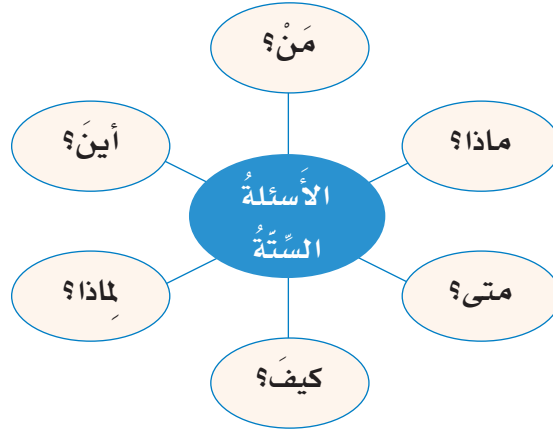 مَنْ؟
ماذا؟
أينَ؟
الأَسئلةُ
السِّتّةُ
متى؟
لِماذا؟
كيفَ؟